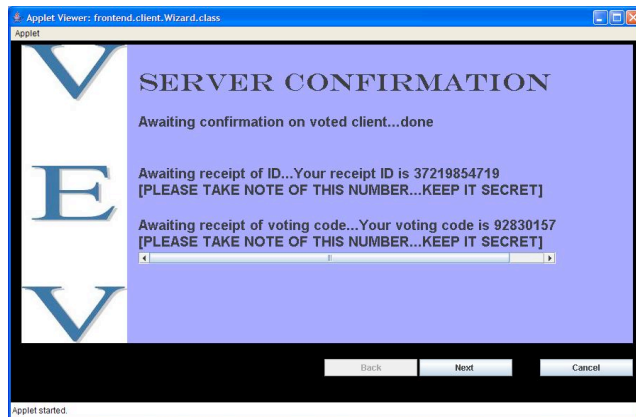 Applet Viewer: frontend.client.Wizard.class
Applet
V
E
V
SERVER CONFIRMATION
Awaiting confirmation on voted client...done
Awaiting receipt of ID...Your receipt ID is 37219854719
[PLEASE TAKE NOTE OF THIS NUMBER...KEEP IT SECRET]
Awaiting receipt of voting code...Your voting code is 92830157
[PLEASE TAKE NOTE OF THIS NUMBER...KEEP IT SECRET]
Back Next Cancel
Applet started.